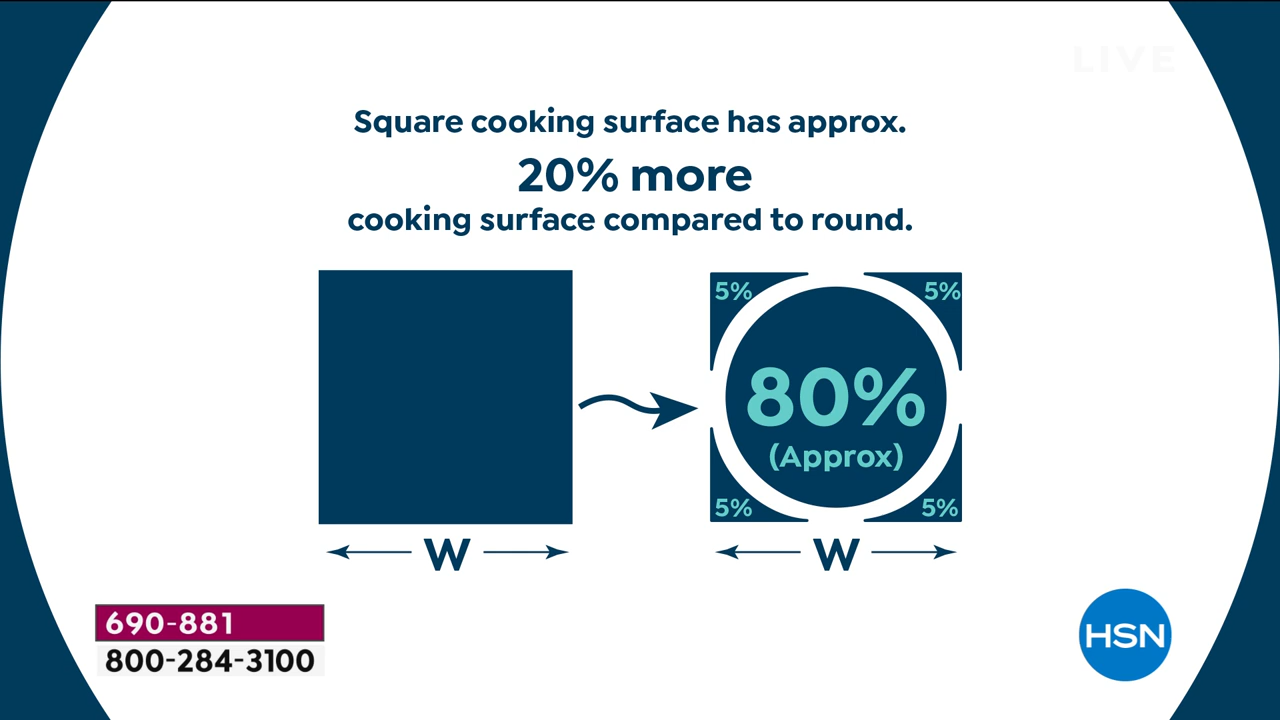 LIVE
Square cooking surface has approx.
20% more
cooking surface compared to round.
5%
5%
80%
(Approx)
5%
5%
W
W
690-881
800-284-3100
HSN